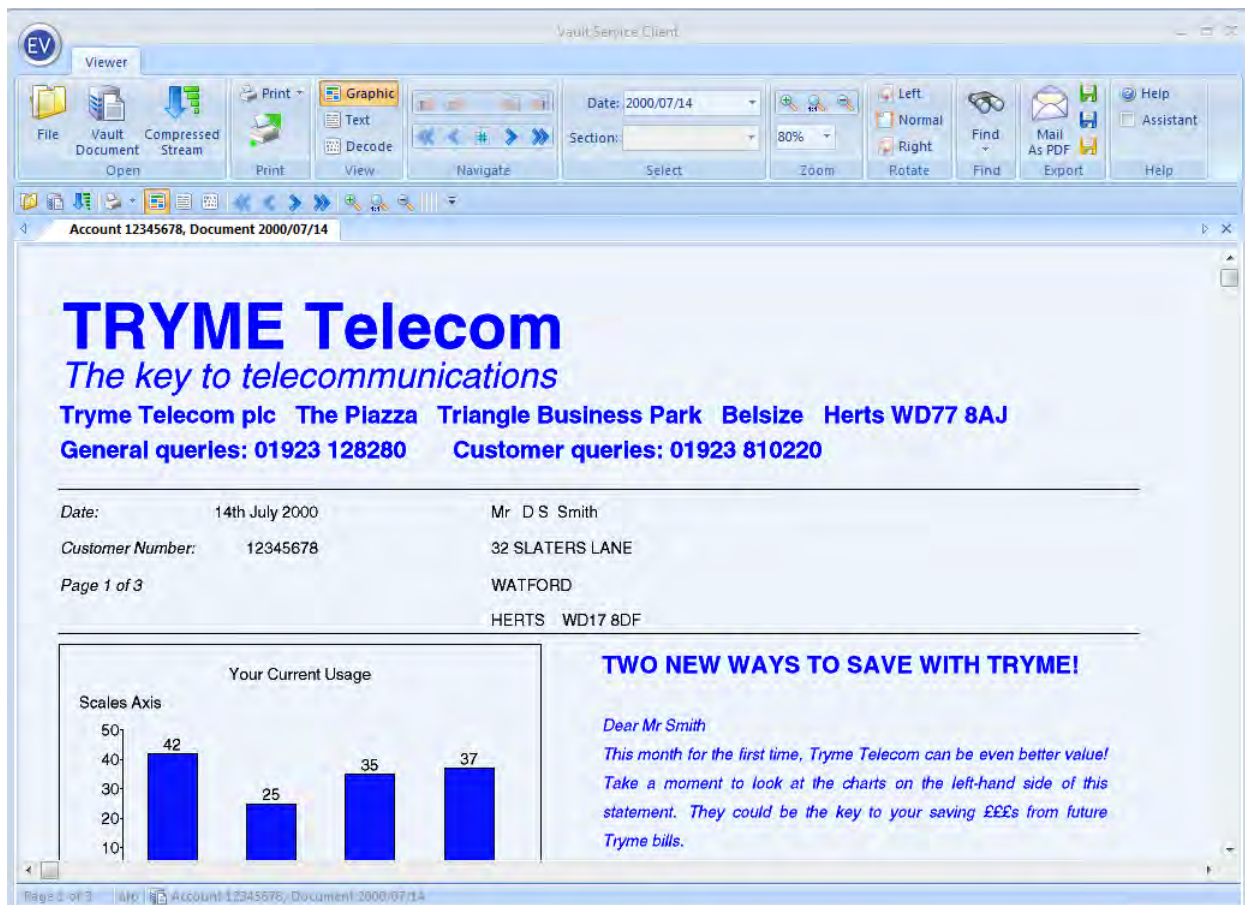 Vault Service Client
EV
Viewer
File
Vault Document
Compressed Stream
Open
Print
Print
Graphic
Text
Decode
View
Navigate
Date: 2000/07/14
Section:
Select
1:1
80%
Zoom
Left
Normal
Right
Rotate
Find
Find
Mail As PDF
Export
Help
Assistant
Help
Account 12345678, Document 2000/07/14
TRYME Telecom
The key to telecommunications
Tryme Telecom plc The Piazza Triangle Business Park Belsize Herts WD77 8AJ
General queries: 01923 128280 Customer queries: 01923 810220
Date: 14th July 2000 Mr D S Smith
Customer Number: 12345678 32 SLATERS LANE
Page 1 of 3 WATFORD
HERTS WD17 8DF
Your Current Usage
Scales Axis
50
40
30
20
10
42
25
35
37
TWO NEW WAYS TO SAVE WITH TRYME!
Dear Mr Smith
This month for the first time, Tryme Telecom can be even better value!
Take a moment to look at the charts on the left-hand side of this
statement. They could be the key to your saving £££s from future
Tryme bills.
Page 1 of 3 Account 12345678, Document 2000/07/14